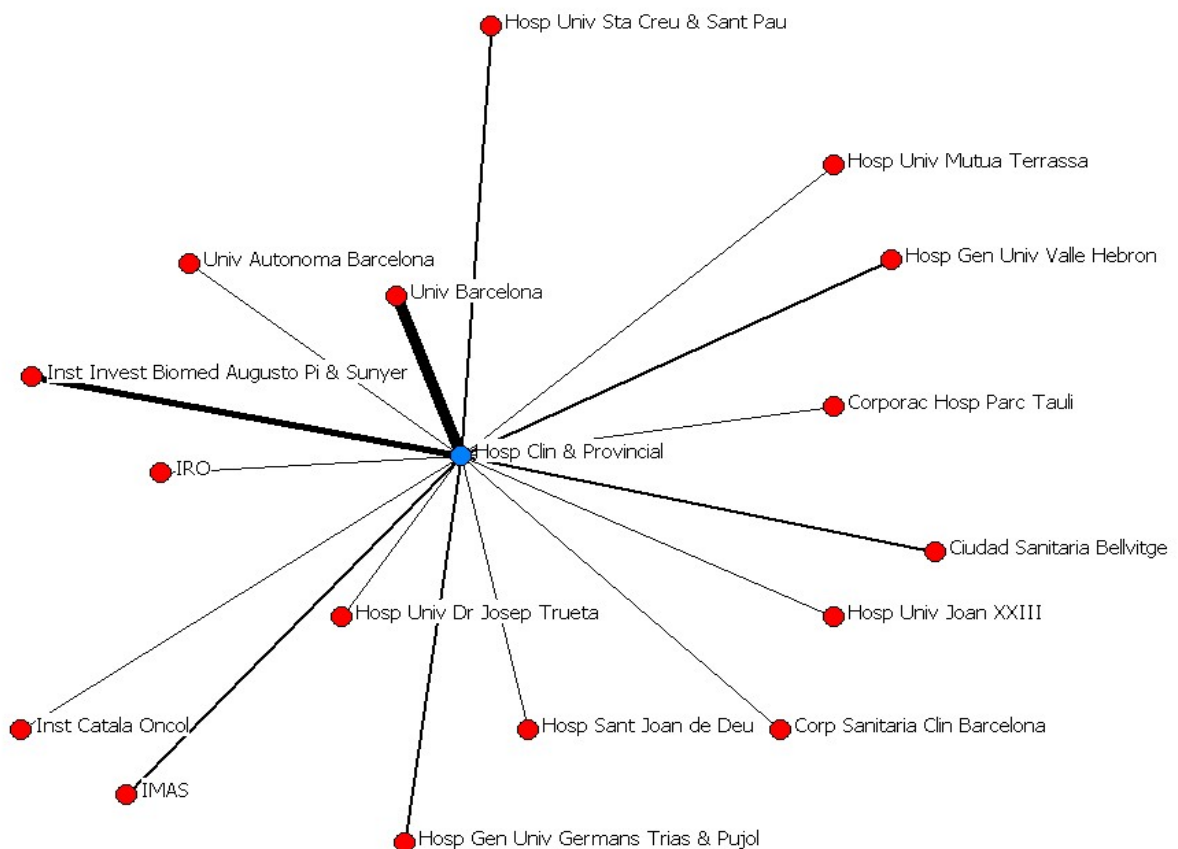 Hosp Univ Sta Creu & Sant Pau
Hosp Univ Mutua Terrassa
Hosp Gen Univ Valle Hebron
Univ Autonoma Barcelona
Univ Barcelona
Inst Invest Biomed Augusto Pi & Sunyer
Corporac Hosp Parc Tauli
Hosp Clin & Provincial
IRO
Ciudad Sanitaria Bellvitge
Hosp Univ Dr Josep Trueta
Hosp Univ Joan XXIII
Inst Catala Oncol
Hosp Sant Joan de Deu
Corp Sanitaria Clin Barcelona
IMAS
Hosp Gen Univ Germans Trias & Pujol